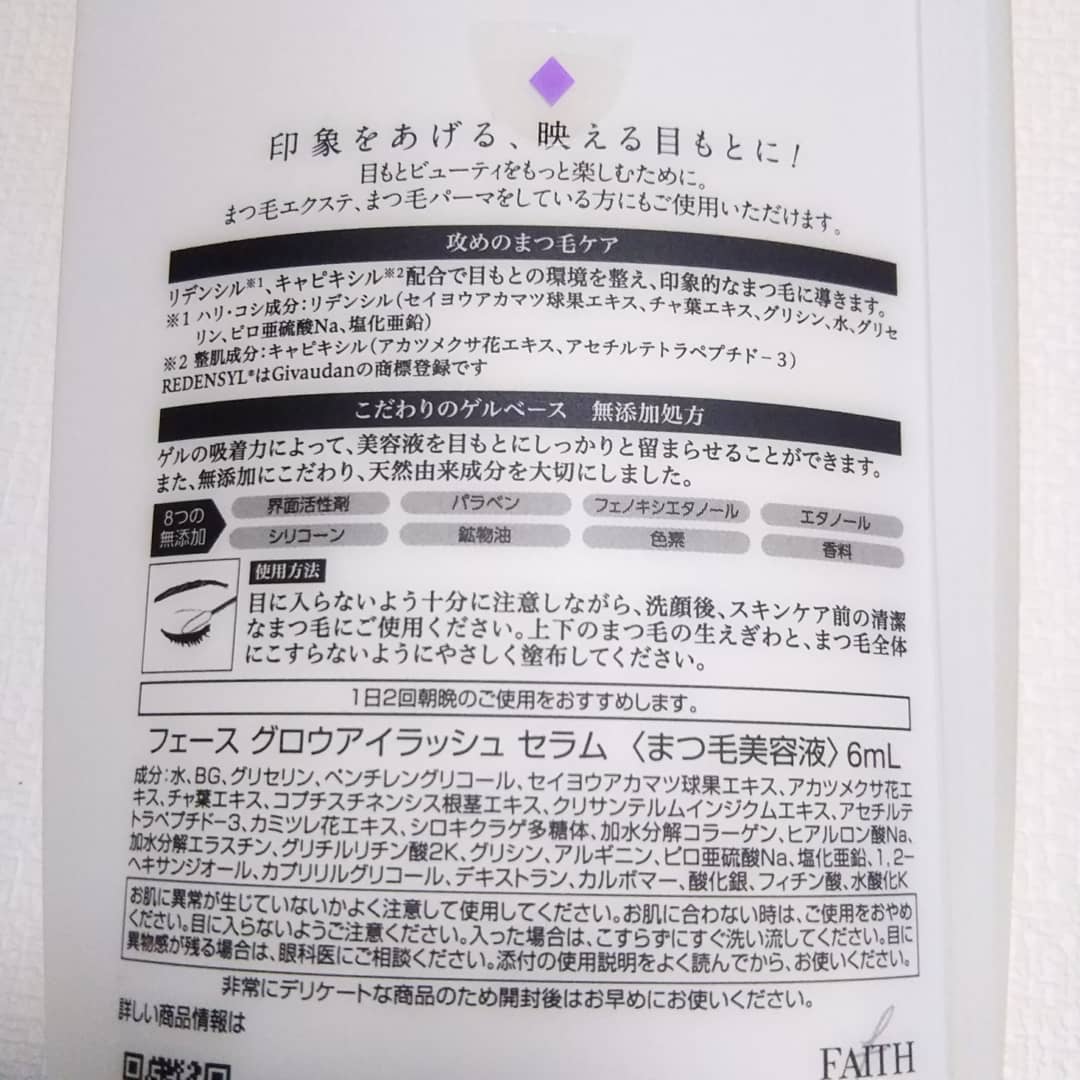 印象をあげる、映える目もとに！
目もとビューティをもっと楽しむために。
まつ毛エクステ、まつ毛パーマをしている方にもご使用いただけます。
攻めのまつ毛ケア
リデンシル※1、キャピキシル※2配合で目もとの環境を整え、印象的なまつ毛に導きます。
※1 ハリ・コシ成分：リデンシル（セイヨウアカマツ球果エキス、チャ葉エキス、グリシン、水、グリセ
リン、ピロ亜硫酸Na、塩化亜鉛）
※2 整肌成分：キャピキシル（アカツメクサ花エキス、アセチルテトラペプチド－3）
REDENSYL®はGivaudanの商標登録です
こだわりのゲルベース　無添加処方
ゲルの吸着力によって、美容液を目もとにしっかりと留まらせることができます。
また、無添加にこだわり、天然由来成分を大切にしました。
8つの
無添加
界面活性剤 パラベン フェノキシエタノール エタノール
シリコーン 鉱物油 色素 香料
使用方法
目に入らないよう十分に注意しながら、洗顔後、スキンケア前の清潔
なまつ毛にご使用ください。上下のまつ毛の生えぎわと、まつ毛全体
にこすらないようにやさしく塗布してください。
1日2回朝晩のご使用をおすすめします。
フェース グロウアイラッシュ セラム 〈まつ毛美容液〉6mL
成分：水、BG、グリセリン、ペンチレングリコール、セイヨウアカマツ球果エキス、アカツメクサ花エ
キス、チャ葉エキス、コプチスチネンシス根茎エキス、クリサンテルムインジクムエキス、アセチルテ
トラペプチド-3、カミツレ花エキス、シロキクラゲ多糖体、加水分解コラーゲン、ヒアルロン酸Na、
加水分解エラスチン、グリチルリチン酸2K、グリシン、アルギニン、ピロ亜硫酸Na、塩化亜鉛、1,2-
ヘキサンジオール、カプリリルグリコール、デキストラン、カルボマー、酸化銀、フィチン酸、水酸化K
お肌に異常が生じていないかよく注意して使用してください。お肌に合わない時は、ご使用をおやめ
ください。目に入らないようご注意ください。入った場合は、こすらずにすぐ洗い流してください。目に
異物感が残る場合は、眼科医にご相談ください。添付の使用説明をよく読んでから、お使いください。
非常にデリケートな商品のため開封後はお早めにお使いください。
詳しい商品情報は
FAITH